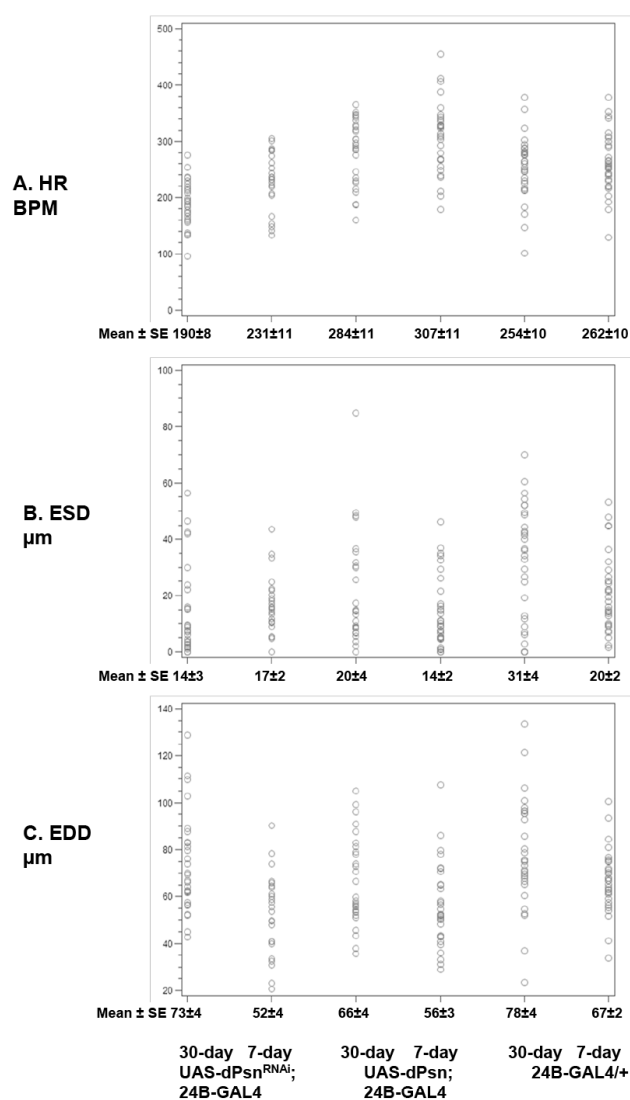 500
400
300
200
100
0
A. HR
BPM
Mean ± SE 190±8 231±11 284±11 307±11 254±10 262±10
100
80
60
40
20
0
B. ESD
µm
Mean ± SE 14±3 17±2 20±4 14±2 31±4 20±2
140
120
100
80
60
40
20
C. EDD
µm
Mean ± SE 73±4 52±4 66±4 56±3 78±4 67±2
30-day 7-day 30-day 7-day 30-day 7-day
UAS-dPsnRNAi; UAS-dPsn; 24B-GAL4/+
24B-GAL4 24B-GAL4